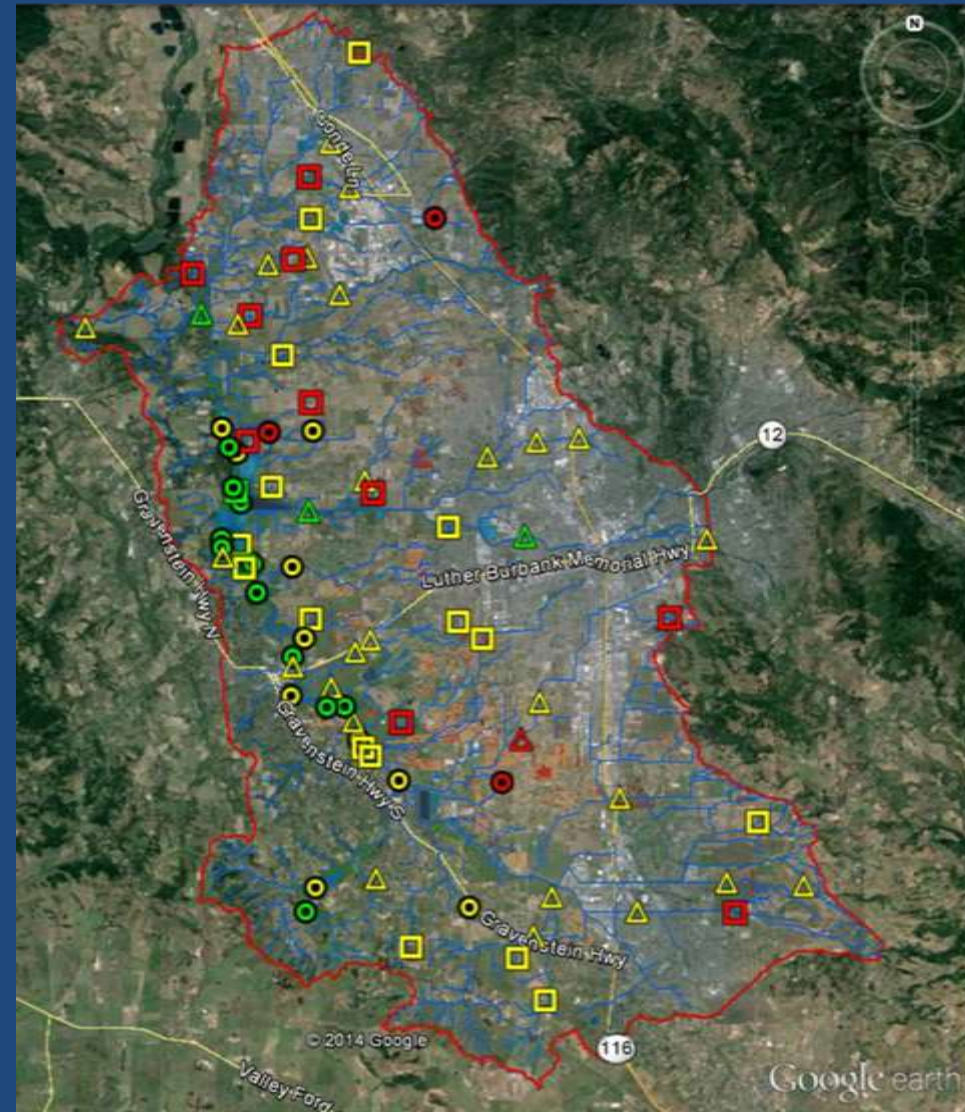 N
Conde Ln
12
Gravenstein Hwy N
Luther Burbank Memorial Hwy
Gravenstein Hwy S
Gravenstein Hwy
© 2014 Google
116
Valley Ford
Google earth